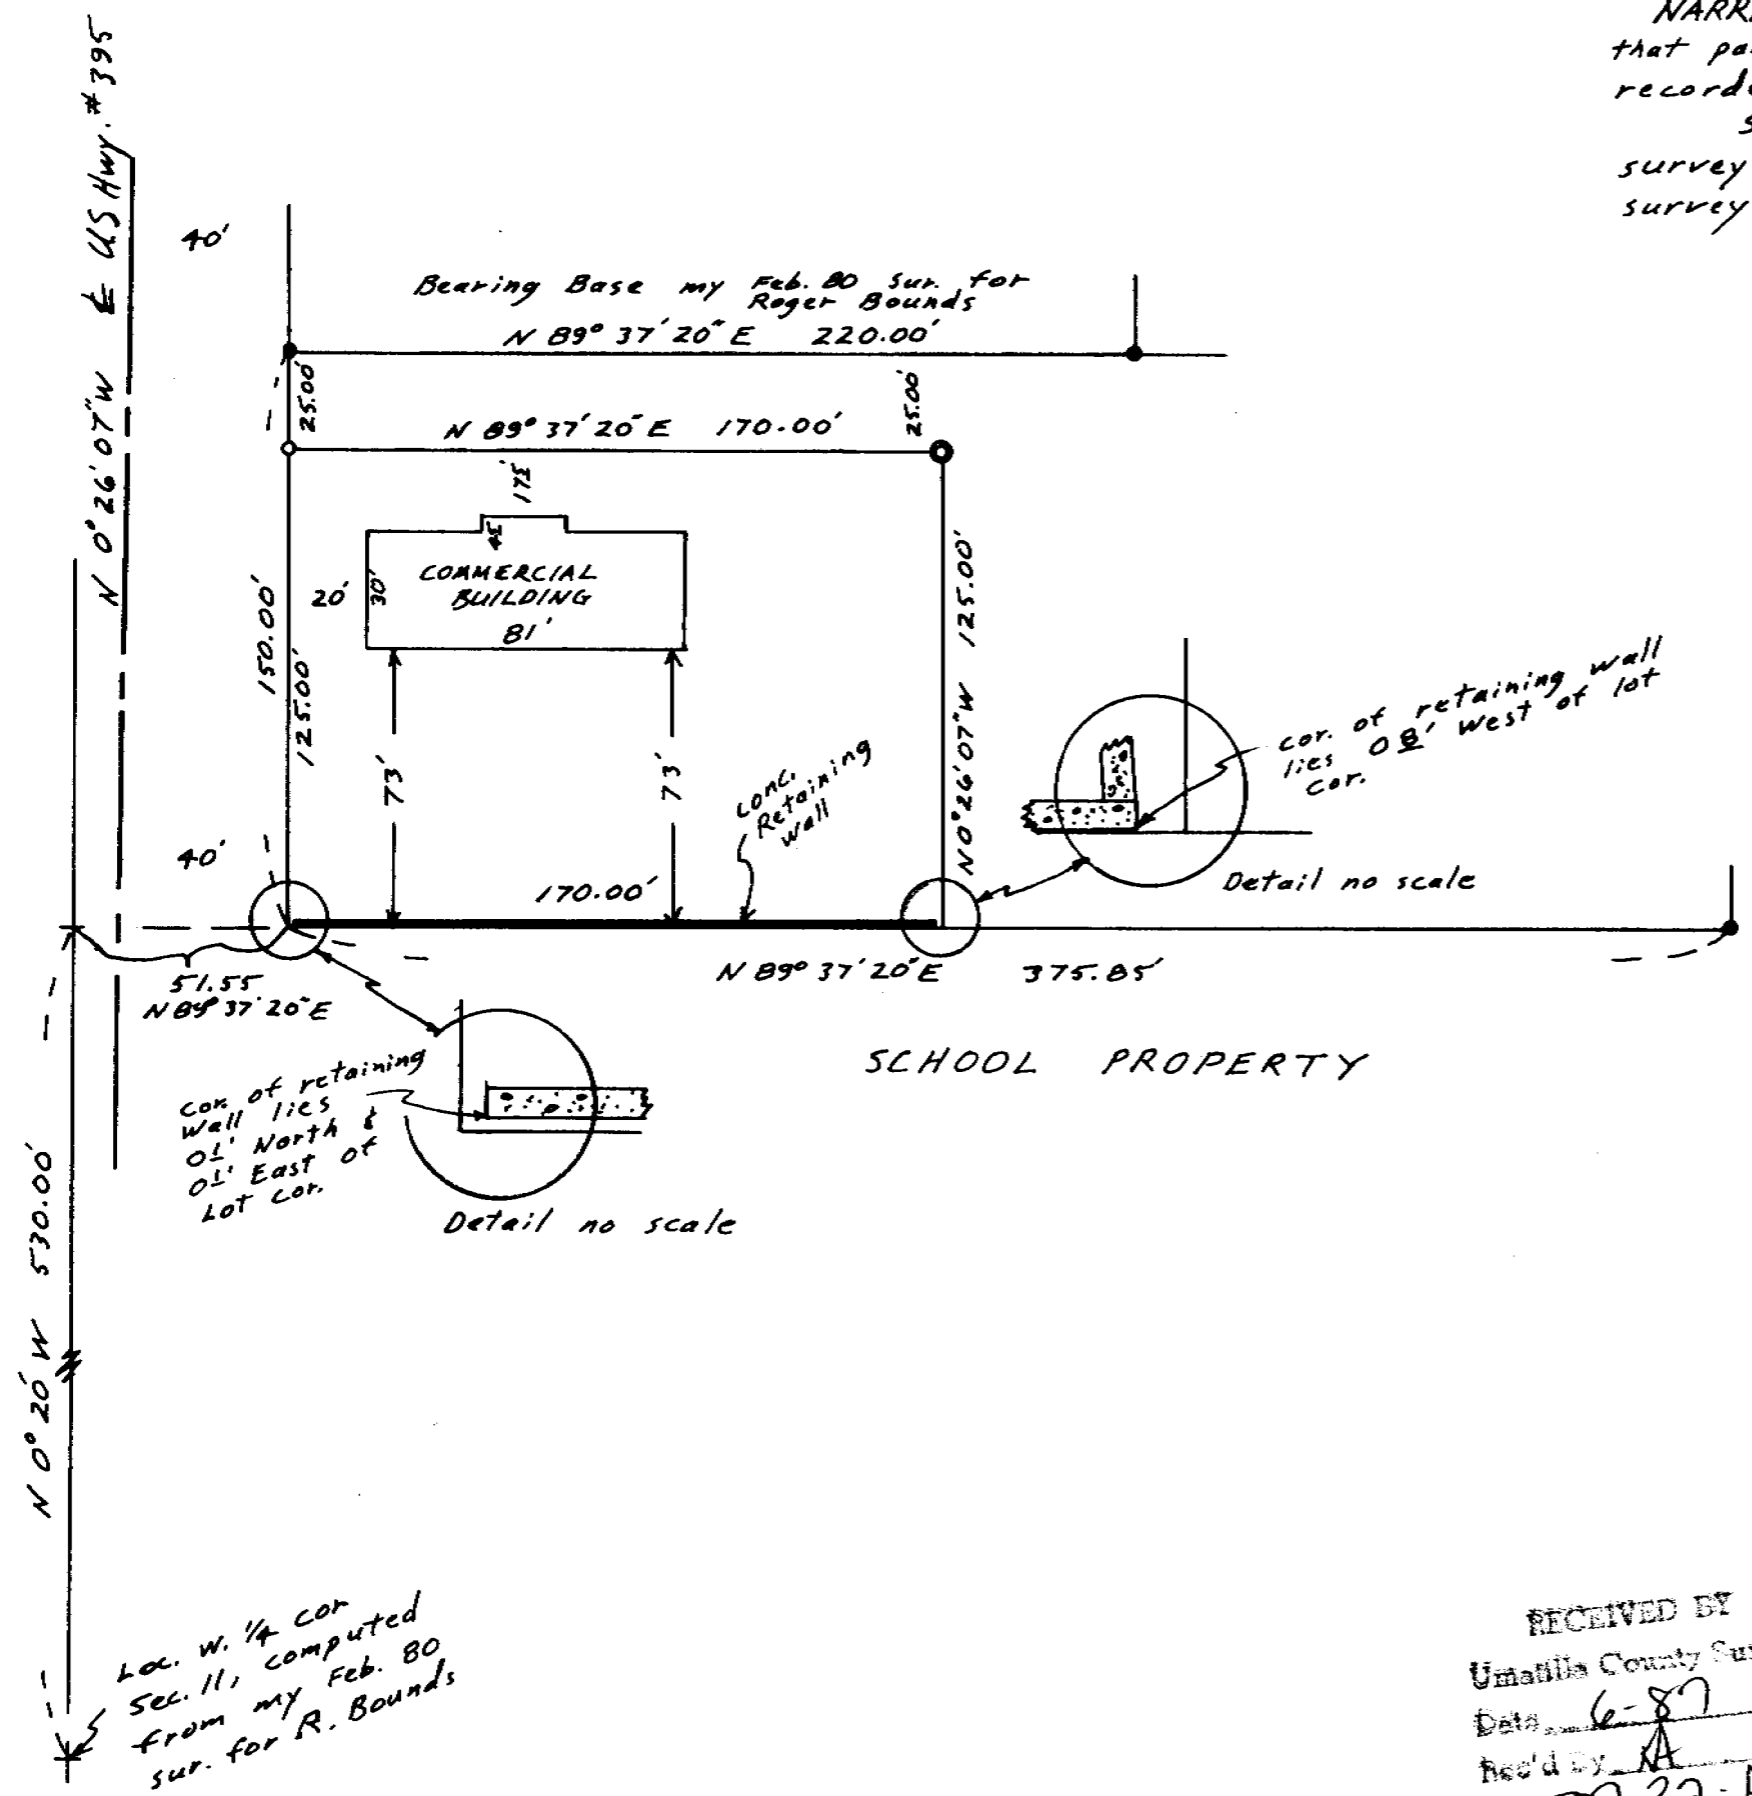 NARR
that pa
record
S
survey
survey
N 0° 26' 07" W ℄ US Hwy. #395
40'
Bearing Base my Feb. 80 Sur. for
Roger Bounds
N 89° 37' 20" E 220.00'
25.00'
25.00'
N 89° 37' 20" E 170.00'
17 5'
4 5'
COMMERCIAL
BUILDING
81'
20'
30'
150.00'
125.00'
73'
73'
N 0° 26' 07" W 125.00'
conc.
Retaining
wall
cor. of retaining wall
lies 0 8' West of lot
cor.
Detail no scale
40'
170.00'
51.55
N 89° 37' 20" E
N 89° 37' 20" E 375.85'
SCHOOL PROPERTY
cor. of retaining
wall lies
0 1' North &
0 1' East of
Lot cor.
Detail no scale
N 0° 20' W 530.00'
Loc. W. 1/4 cor
Sec. 11, computed
from my Feb. 80
sur. for R. Bounds
RECEIVED BY
Umatilla County Su
Date 6-87
Rec'd By